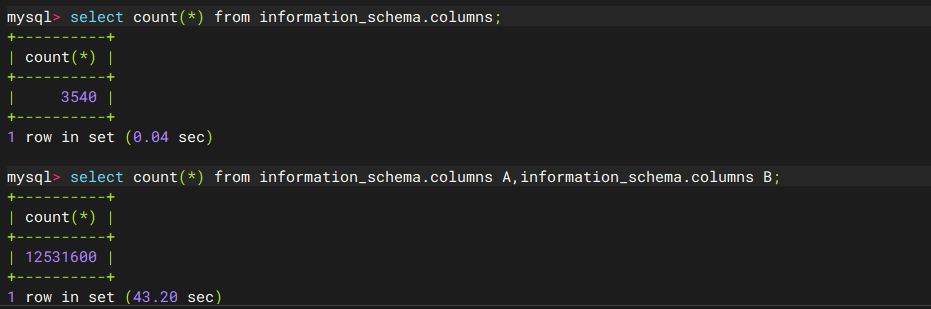 mysql> select count(*) from information_schema.columns;
+----------+
| count(*) |
+----------+
|     3540 |
+----------+
1 row in set (0.04 sec)
mysql> select count(*) from information_schema.columns A,information_schema.columns B;
+----------+
| count(*) |
+----------+
| 12531600 |
+----------+
1 row in set (43.20 sec)